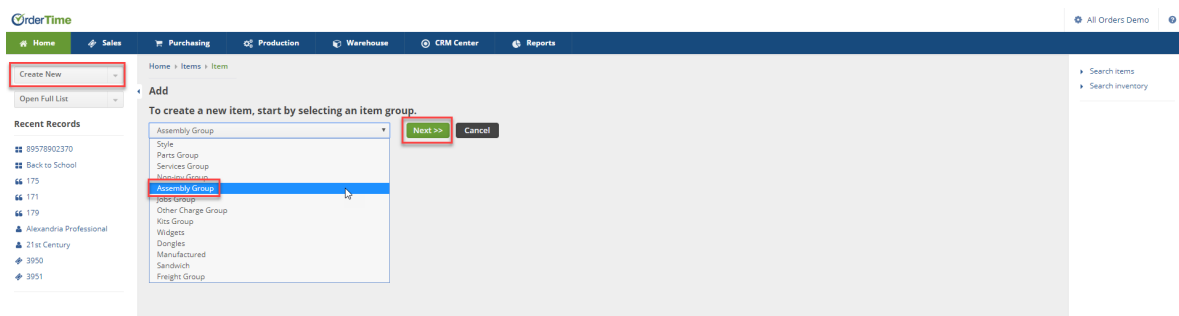 OrderTime
All Orders Demo
Home
Sales
Purchasing
Production
Warehouse
CRM Center
Reports
Create New
Open Full List
Recent Records
89578902370
Back to School
175
171
179
Alexandria Professional
21st Century
3950
3951
Home › Items › Item
Add
To create a new item, start by selecting an item group.
Assembly Group
Next >>
Cancel
Style
Parts Group
Services Group
Non-inv Group
Assembly Group
Jobs Group
Other Charge Group
Kits Group
Widgets
Dongles
Manufactured
Sandwich
Freight Group
Search items
Search inventory